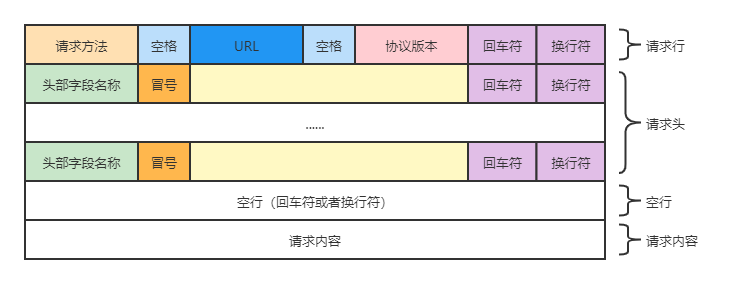 请求方法 空格 URL 空格 协议版本 回车符 换行符 请求行
头部字段名称 冒号 回车符 换行符
...... 请求头
头部字段名称 冒号 回车符 换行符
空行（回车符或者换行符） 空行
请求内容 请求内容